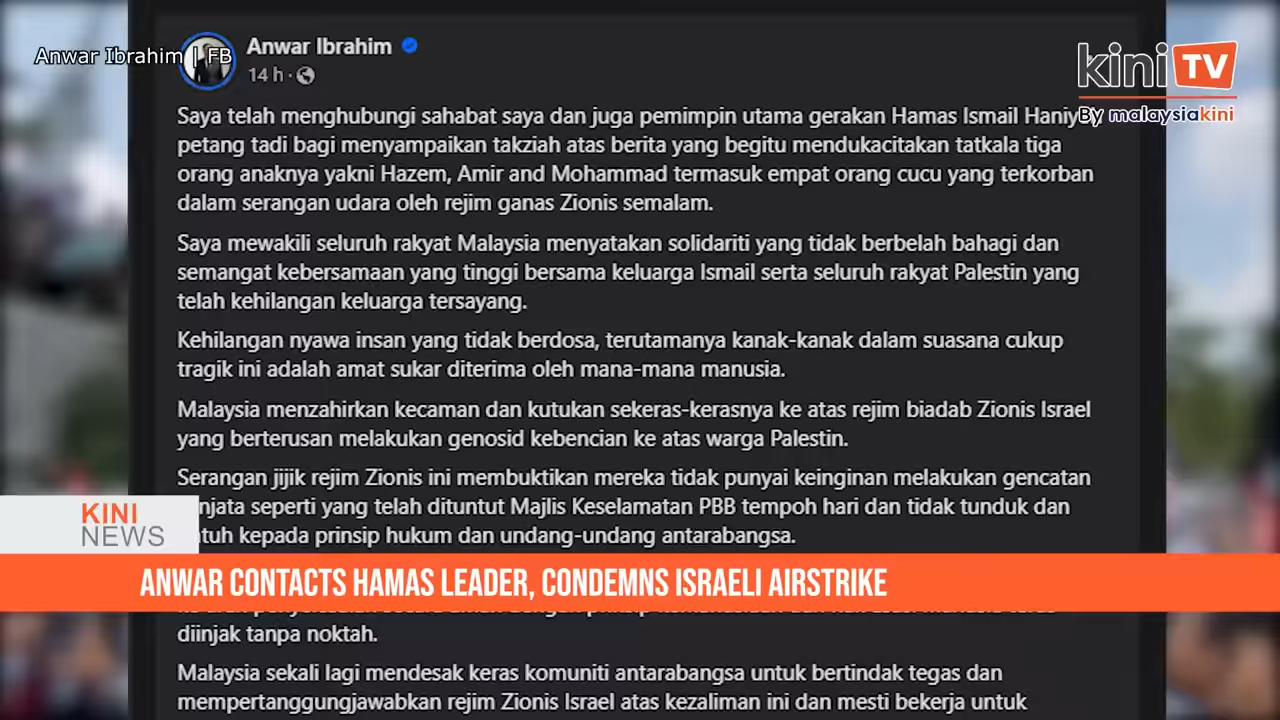 Anwar Ibrahim | FB
Anwar Ibrahim
14 h
kini TV
By malaysiakini
Saya telah menghubungi sahabat saya dan juga pemimpin utama gerakan Hamas Ismail
petang tadi bagi menyampaikan takziah atas berita yang begitu mendukacitakan tatkala tiga
orang anaknya yakni Hazem, Amir and Mohammad termasuk empat orang cucu yang terkorban
dalam serangan udara oleh rejim ganas Zionis semalam.
Saya mewakili seluruh rakyat Malaysia menyatakan solidariti yang tidak berbelah bahagi dan
semangat kebersamaan yang tinggi bersama keluarga Ismail serta seluruh rakyat Palestin yang
telah kehilangan keluarga tersayang.
Kehilangan nyawa insan yang tidak berdosa, terutamanya kanak-kanak dalam suasana cukup
tragik ini adalah amat sukar diterima oleh mana-mana manusia.
Malaysia menzahirkan kecaman dan kutukan sekeras-kerasnya ke atas rejim biadab Zionis Israel
yang berterusan melakukan genosid kebencian ke atas warga Palestin.
Serangan jijik rejim Zionis ini membuktikan mereka tidak punyai keinginan melakukan gencatan
seperti yang telah dituntut Majlis Keselamatan PBB tempoh hari dan tidak tunduk dan
kepada prinsip hukum dan undang-undang antarabangsa.
KINI
NEWS
ANWAR CONTACTS HAMAS LEADER, CONDEMNS ISRAELI AIRSTRIKE
diinjak tanpa noktah.
Malaysia sekali lagi mendesak keras komuniti antarabangsa untuk bertindak tegas dan
mempertanggungjawabkan rejim Zionis Israel atas kezaliman ini dan mesti bekerja untuk